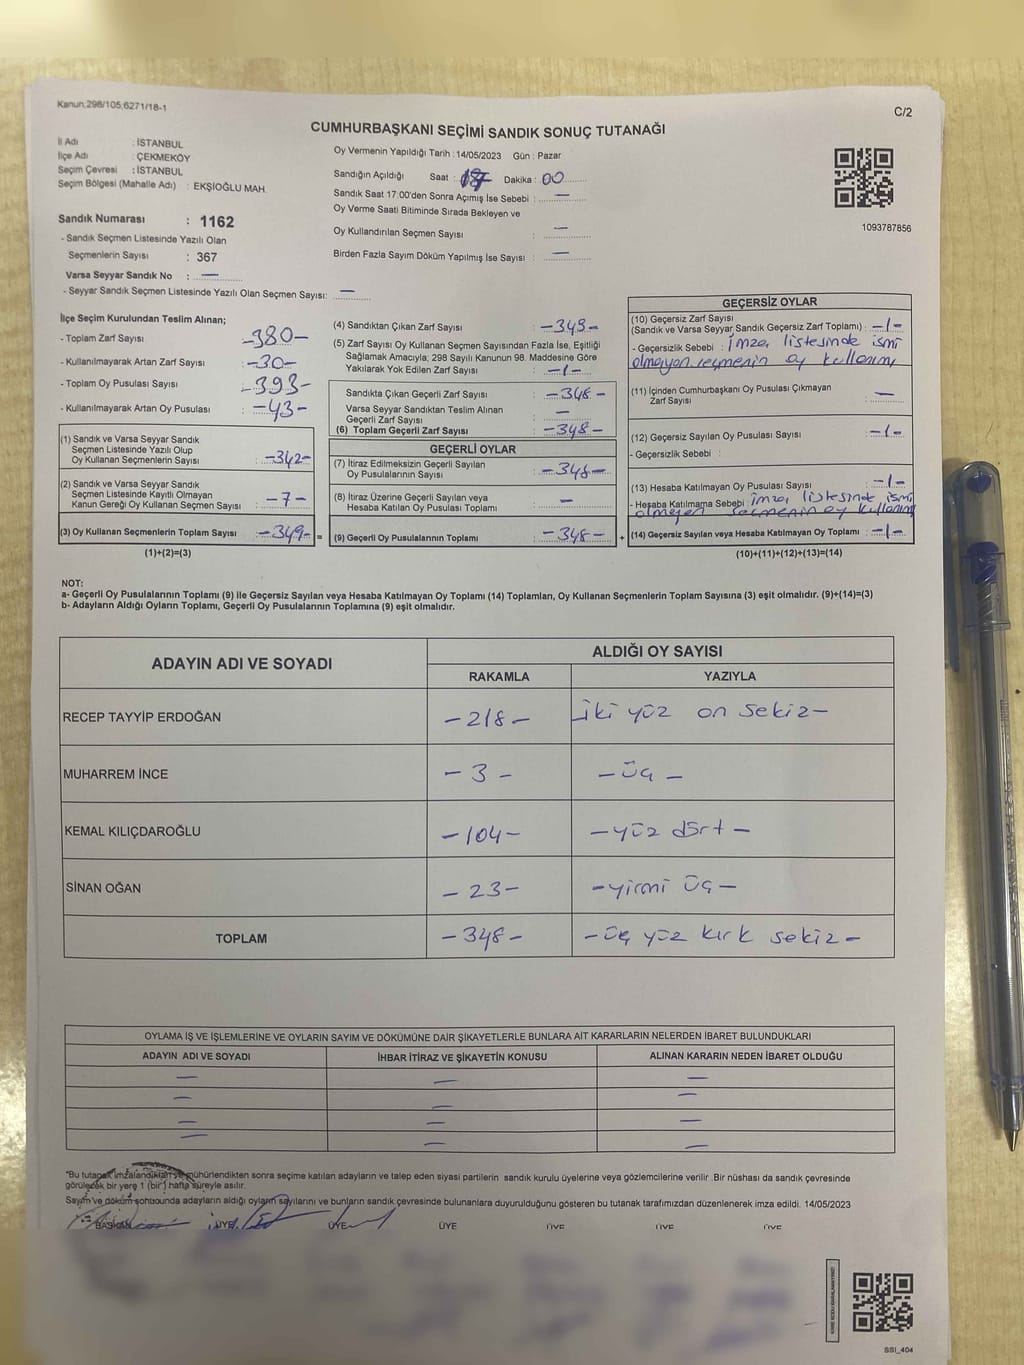 Kanun;298/105;6271/18-1
C/2
CUMHURBAŞKANI SEÇİMİ SANDIK SONUÇ TUTANAĞI
İl Adı : İSTANBUL
İlçe Adı : ÇEKMEKÖY
Seçim Çevresi : İSTANBUL
Seçim Bölgesi (Mahalle Adı) : EKŞİOĞLU MAH.
Sandık Numarası : 1162
- Sandık Seçmen Listesinde Yazılı Olan
Seçmenlerin Sayısı : 367
Varsa Seyyar Sandık No : —
- Seyyar Sandık Seçmen Listesinde Yazılı Olan Seçmen Sayısı: —
Oy Vermenin Yapıldığı Tarih : 14/05/2023 Gün : Pazar
Sandığın Açıldığı Saat : 17 Dakika : 00
Sandık Saat 17:00'den Sonra Açımış İse Sebebi : —
Oy Verme Saati Bitiminde Sırada Bekleyen ve
Oy Kullandırılan Seçmen Sayısı : —
Birden Fazla Sayım Döküm Yapılmış İse Sayısı : —
1093787856
İlçe Seçim Kurulundan Teslim Alınan;
- Toplam Zarf Sayısı : -380-
- Kullanılmayarak Artan Zarf Sayısı : -30-
- Toplam Oy Pusulası Sayısı : -393-
- Kullanılmayarak Artan Oy Pusulası : -43-
(1) Sandık ve Varsa Seyyar Sandık
Seçmen Listesinde Yazılı Olup
Oy Kullanan Seçmenlerin Sayısı : -342-
(2) Sandık ve Varsa Seyyar Sandık
Seçmen Listesinde Kayıtlı Olmayan
Kanun Gereği Oy Kullanan Seçmen Sayısı : -7-
(3) Oy Kullanan Seçmenlerin Toplam Sayısı : -349- =
(1)+(2)=(3)
(4) Sandıktan Çıkan Zarf Sayısı : -349-
(5) Zarf Sayısı Oy Kullanan Seçmen Sayısından Fazla İse, Eşitliği
Sağlamak Amacıyla; 298 Sayılı Kanunun 98. Maddesine Göre
Yakılarak Yok Edilen Zarf Sayısı : -1-
Sandıkta Çıkan Geçerli Zarf Sayısı : -348-
Varsa Seyyar Sandıktan Teslim Alınan
Geçerli Zarf Sayısı : —
(6) Toplam Geçerli Zarf Sayısı : -348-
GEÇERLİ OYLAR
(7) İtiraz Edilmeksizin Geçerli Sayılan
Oy Pusulalarının Sayısı : -348-
(8) İtiraz Üzerine Geçerli Sayılan veya
Hesaba Katılan Oy Pusulası Toplamı : —
(9) Geçerli Oy Pusulalarının Toplamı : -348- +
GEÇERSİZ OYLAR
(10) Geçersiz Zarf Sayısı
(Sandık ve Varsa Seyyar Sandık Geçersiz Zarf Toplamı) : -1-
- Geçersizlik Sebebi : İmza listesinde ismi
olmayan seçmenin oy kullanımı
(11) İçinden Cumhurbaşkanı Oy Pusulası Çıkmayan
Zarf Sayısı : —
(12) Geçersiz Sayılan Oy Pusulası Sayısı : -1-
- Geçersizlik Sebebi :
(13) Hesaba Katılmayan Oy Pusulası Sayısı : -1-
- Hesaba Katılmama Sebebi : İmza listesinde ismi
olmayan seçmenin oy kullanımı
(14) Geçersiz Sayılan veya Hesaba Katılmayan Oy Toplamı : -1-
(10)+(11)+(12)+(13)=(14)
NOT:
a- Geçerli Oy Pusulalarının Toplamı (9) ile Geçersiz Sayılan veya Hesaba Katılmayan Oy Toplamı (14) Toplamları, Oy Kullanan Seçmenlerin Toplam Sayısına (3) eşit olmalıdır. (9)+(14)=(3)
b- Adayların Aldığı Oyların Toplamı, Geçerli Oy Pusulalarının Toplamına (9) eşit olmalıdır.
ADAYIN ADI VE SOYADI
ALDIĞI OY SAYISI
RAKAMLA YAZIYLA
RECEP TAYYİP ERDOĞAN -218- İki yüz on sekiz-
MUHARREM İNCE -3- -üç-
KEMAL KILIÇDAROĞLU -104- -yüz dört-
SİNAN OĞAN -23- -yirmi üç-
TOPLAM -348- -üç yüz kırk sekiz-
OYLAMA İŞ VE İŞLEMLERİNE VE OYLARIN SAYIM VE DÖKÜMÜNE DAİR ŞİKAYETLERLE BUNLARA AİT KARARLARIN NELERDEN İBARET BULUNDUKLARI
ADAYIN ADI VE SOYADI İHBAR İTİRAZ VE ŞİKAYETİN KONUSU ALINAN KARARIN NEDEN İBARET OLDUĞU
— — —
— — —
— — —
— — —
"Bu tutanak imzalandıktan ve mühürlendikten sonra seçime katılan adayların ve talep eden siyasi partilerin sandık kurulu üyelerine veya gözlemcilerine verilir .Bir nüshası da sandık çevresinde
görülecek bir yere 1 (bir) hafta süreyle asılır.
Sayım ve döküm sonucunda adayların aldığı oyların sayılarını ve bunların sandık çevresinde bulunanlara duyurulduğunu gösteren bu tutanak tarafımızdan düzenlenerek imza edildi. 14/05/2023
BAŞKAN ÜYE ÜYE ÜYE ÜYE ÜYE ÜYE
SSI_404